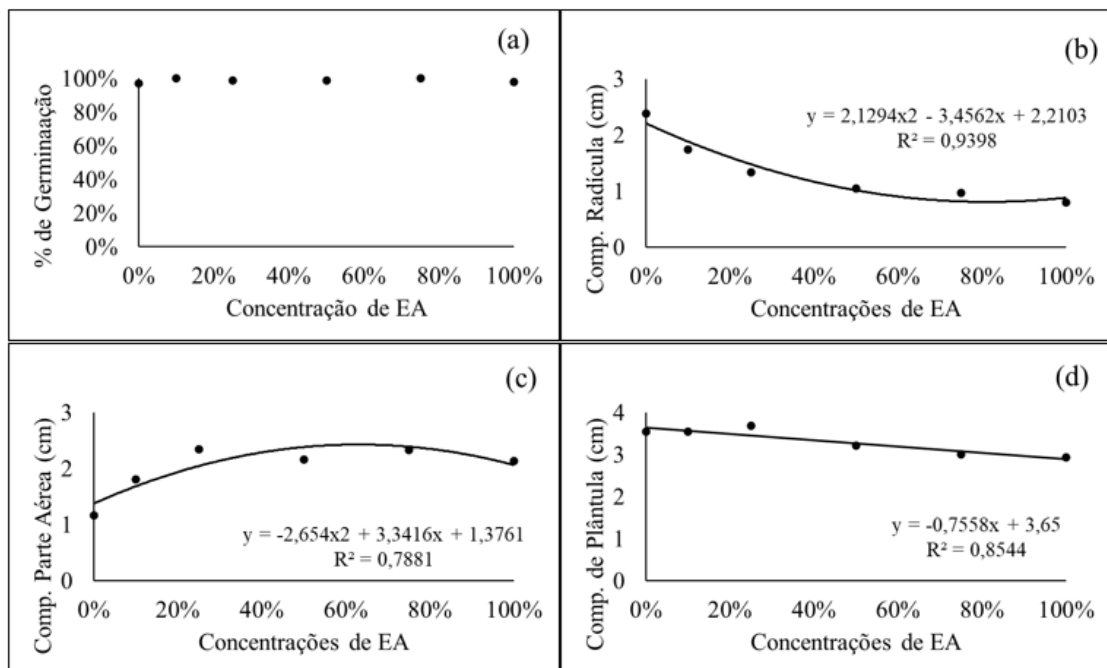 (a)
% de Germinaação
100%
80%
60%
40%
20%
0%
0% 20% 40% 60% 80% 100%
Concentração de EA
(b)
Comp. Radícula (cm)
3
2
1
0
y = 2,1294x2 - 3,4562x + 2,2103
R² = 0,9398
0% 20% 40% 60% 80% 100%
Concentrações de EA
(c)
Comp. Parte Aérea (cm)
3
2
1
0
y = -2,654x2 + 3,3416x + 1,3761
R² = 0,7881
0% 20% 40% 60% 80% 100%
Concentrações de EA
(d)
Comp. de Plântula (cm)
4
3
2
1
0
y = -0,7558x + 3,65
R² = 0,8544
0% 20% 40% 60% 80% 100%
Concentrações de EA